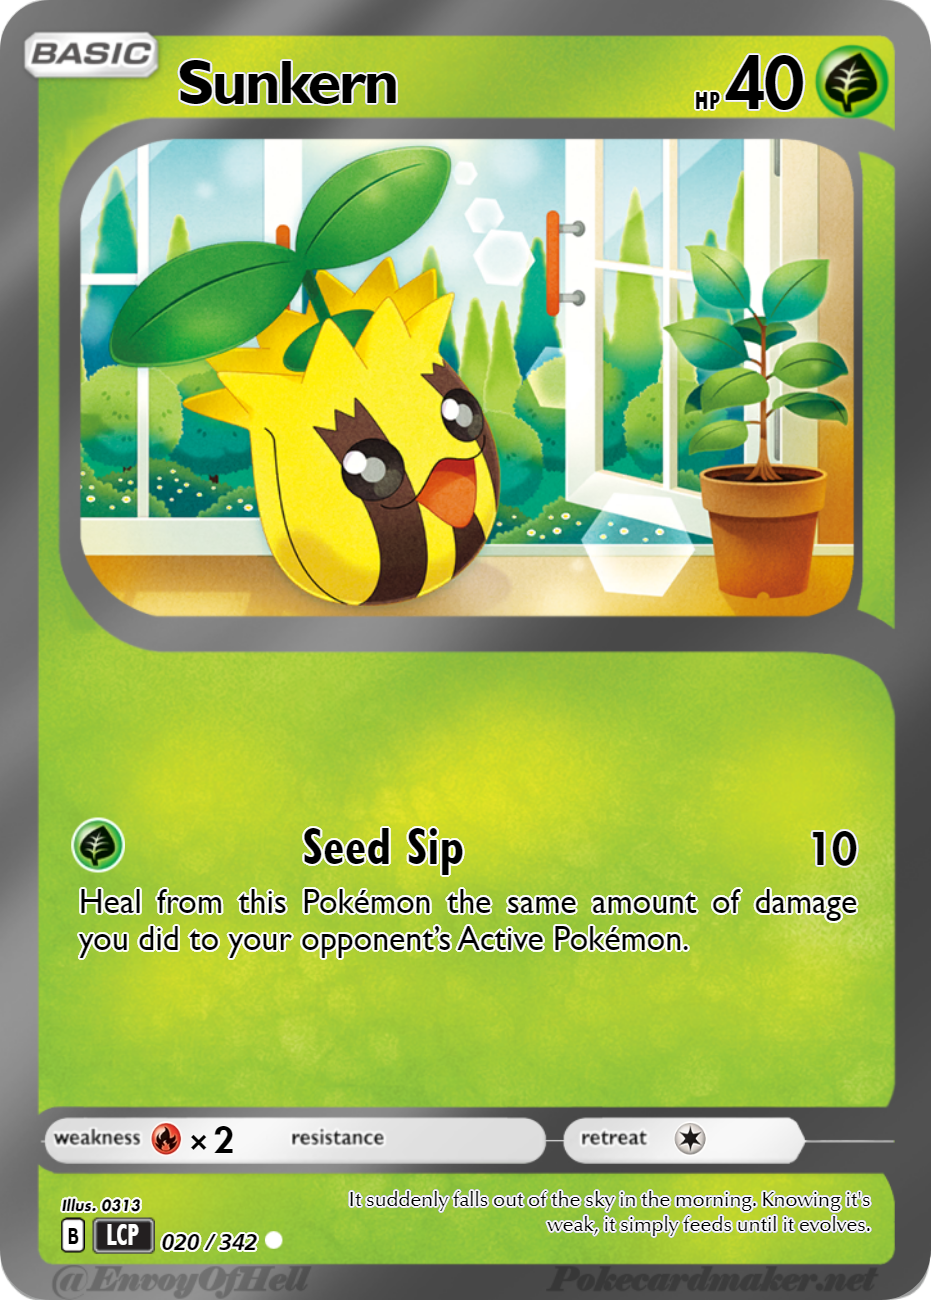 BASIC
Sunkern
HP 40
Seed Sip 10
Heal from this Pokémon the same amount of damage
you did to your opponent's Active Pokémon.
weakness × 2 resistance retreat
Illus. 0313
It suddenly falls out of the sky in the morning. Knowing it's
weak, it simply feeds until it evolves.
B LCP 020 / 342
@EnvoyOfHell Pokecardmaker.net